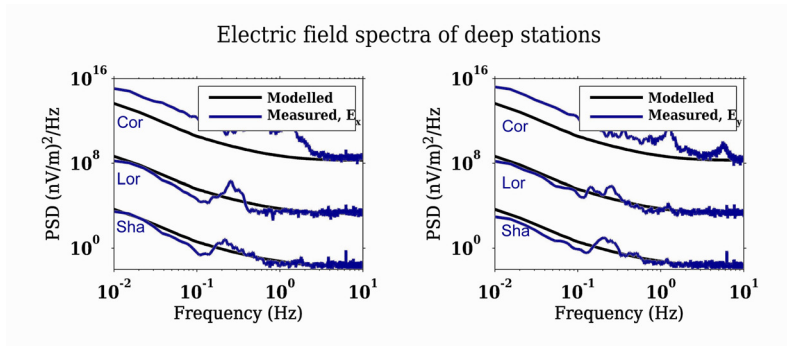 Electric field spectra of deep stations
10^16
10^8
10^0
PSD (nV/m)^2/Hz
Modelled
Measured, E_x
Cor
Lor
Sha
10^-2
10^-1
10^0
10^1
Frequency (Hz)
10^16
10^8
10^0
PSD (nV/m)^2/Hz
Modelled
Measured, E_y
Cor
Lor
Sha
10^-2
10^-1
10^0
10^1
Frequency (Hz)